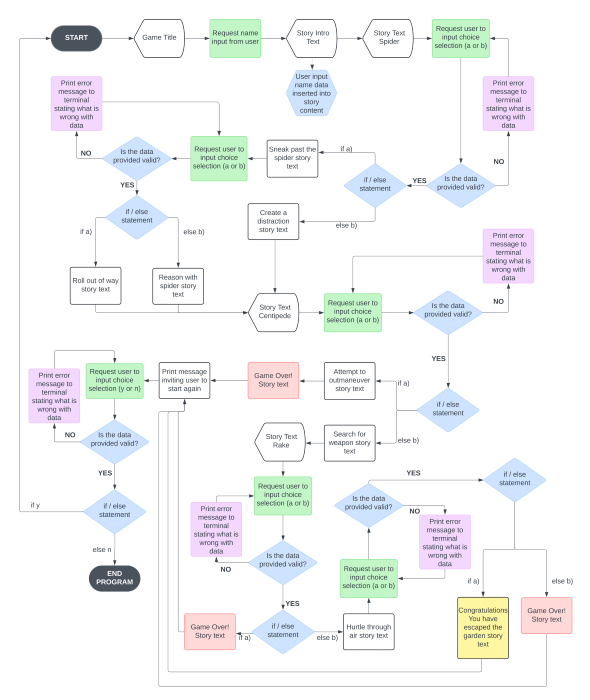 START
Game Title
Request name
input from user
Story Intro
Text
Story Text
Spider
Request user to
input choice
selection (a or b)
User input
name data
inserted into
story
content
Print error
message to
terminal
stating what is
wrong with
data
Print error
message to
terminal
stating what is
wrong with
data
NO
Is the data
provided valid?
Request user to
input choice
selection (a or b)
Sneak past the
spider story
text
if a)
if / else
statement
YES
Is the data
provided valid?
NO
YES
if / else
statement
if a)
else b)
Create a
distraction
story text
else b)
Print error
message to
terminal
stating what is
wrong with
data
Roll out of way
story text
Reason with
spider story
text
Story Text
Centipede
Request user to
input choice
selection (a or b)
Is the data
provided valid?
NO
YES
Print error
message to
terminal
stating what is
wrong with
data
Request user to
input choice
selection (y or n}
Print message
inviting user to
start again
Game Over!
Story text
Attempt to
outmaneuver
story text
if a)
if / else
statement
else b)
NO
Is the data
provided valid?
YES
Story Text
Rake
Search for
weapon story
text
if y
if / else
statement
else n
END
PROGRAM
Request user to
input choice
selection (a or b)
Print error
message to
terminal
stating what is
wrong with
data
NO
Is the data
provided valid?
YES
Game Over!
Story text
if a)
if / else
statement
else b)
Hurtle through
air story text
Request user to
input choice
selection (a or b)
Is the data
provided valid?
NO
YES
Print error
message to
terminal
stating what is
wrong with
data
if / else
statement
if a)
else b)
Congratulations
You have
escaped the
garden story
text
Game Over!
Story text